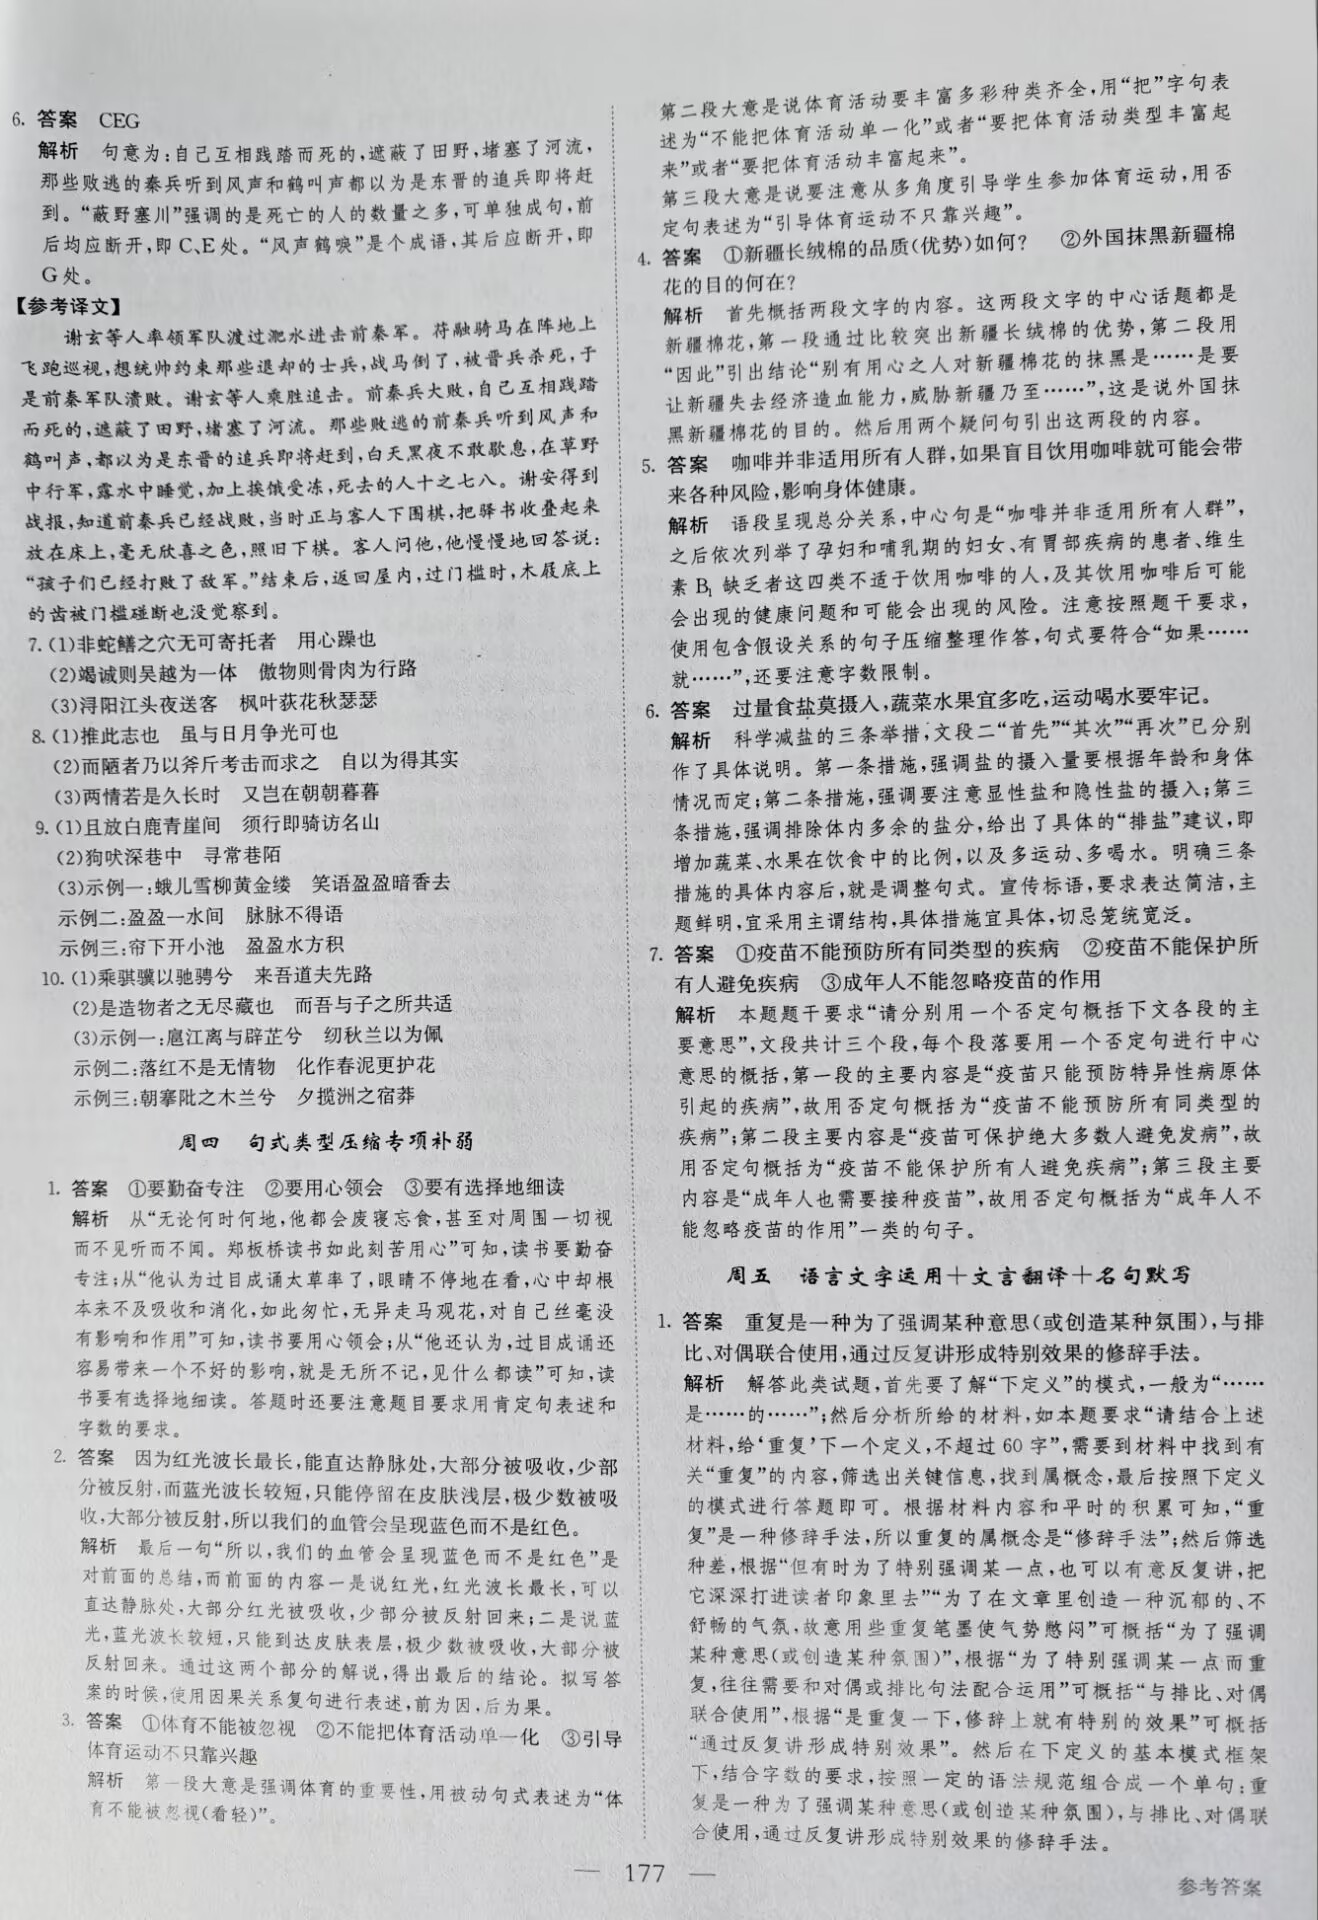 6. 答案　CEG
解析　句意为:自己互相践踏而死的,遮蔽了田野,堵塞了河流,
那些败逃的秦兵听到风声和鹤叫声都以为是东晋的追兵即将赶
到。“蔽野塞川”强调的是死亡的人的数量之多,可单独成句,前
后均应断开,即C、E处。“风声鹤唳”是个成语,其后应断开,即
G处。
【参考译文】
谢玄等人率领军队渡过淝水进击前秦军。苻融骑马在阵地上
飞跑巡视,想统帅约束那些退却的士兵,战马倒了,被晋兵杀死,于
是前秦军队溃败。谢玄等人乘胜追击。前秦兵大败,自己互相践踏
而死的,遮蔽了田野,堵塞了河流。那些败逃的前秦兵听到风声和
鹤叫声,都以为是东晋的追兵即将赶到,白天黑夜不敢歇息,在草野
中行军,露水中睡觉,加上挨饿受冻,死去的人十之七八。谢安得到
战报,知道前秦兵已经战败,当时正与客人下围棋,把驿书收叠起来
放在床上,毫无欣喜之色,照旧下棋。客人问他,他慢慢地回答说:
“孩子们已经打败了敌军。”结束后,返回屋内,过门槛时,木屐底上
的齿被门槛碰断也没觉察到。
7. (1)非蛇鳝之穴无可寄托者　用心躁也
(2)竭诚则吴越为一体　傲物则骨肉为行路
(3)浔阳江头夜送客　枫叶荻花秋瑟瑟
8. (1)推此志也　虽与日月争光可也
(2)而陋者乃以斧斤考击而求之　自以为得其实
(3)两情若是久长时　又岂在朝朝暮暮
9. (1)且放白鹿青崖间　须行即骑访名山
(2)狗吠深巷中　寻常巷陌
(3)示例一:蛾儿雪柳黄金缕　笑语盈盈暗香去
示例二:盈盈一水间　脉脉不得语
示例三:帘下开小池　盈盈水方积
10. (1)乘骐骥以驰骋兮　来吾道夫先路
(2)是造物者之无尽藏也　而吾与子之所共适
(3)示例一:扈江离与辟芷兮　纫秋兰以为佩
示例二:落红不是无情物　化作春泥更护花
示例三:朝搴阰之木兰兮　夕揽洲之宿莽
周四　句式类型压缩专项补弱
1. 答案　①要勤奋专注　②要用心领会　③要有选择地细读
解析　从“无论何时何地,他都会废寝忘食,甚至对周围一切视
而不见听而不闻。郑板桥读书如此刻苦用心”可知,读书要勤奋
专注;从“他认为过目成诵太草率了,眼睛不停地在看,心中却根
本来不及吸收和消化,如此匆忙,无异走马观花,对自己丝毫没
有影响和作用”可知,读书要用心领会;从“他还认为,过目成诵还
容易带来一个不好的影响,就是无所不记,见什么都读”可知,读
书要有选择地细读。答题时还要注意题目要求用肯定句表述和
字数的要求。
2. 答案　因为红光波长最长,能直达静脉处,大部分被吸收,少部
分被反射,而蓝光波长较短,只能停留在皮肤浅层,极少数被吸
收,大部分被反射,所以我们的血管会呈现蓝色而不是红色。
解析　最后一句“所以,我们的血管会呈现蓝色而不是红色”是
对前面的总结,而前面的内容一是说红光,红光波长最长,可以
直达静脉处,大部分红光被吸收,少部分被反射回来;二是说蓝
光,蓝光波长较短,只能到达皮肤表层,极少数被吸收,大部分被
反射回来。通过这两个部分的解说,得出最后的结论。拟写答
案的时候,使用因果关系复句进行表述,前为因,后为果。
3. 答案　①体育不能被忽视　②不能把体育活动单一化　③引导
体育运动不只靠兴趣
解析　第一段大意是强调体育的重要性,用被动句式表述为“体
育不能被忽视(看轻)”。
第二段大意是说体育活动要丰富多彩种类齐全,用“把”字句表
述为“不能把体育活动单一化”或者“要把体育活动类型丰富起
来”或者“要把体育活动丰富起来”。
第三段大意是说要注意从多角度引导学生参加体育运动,用否
定句表述为“引导体育运动不只靠兴趣”。
4. 答案　①新疆长绒棉的品质(优势)如何?　②外国抹黑新疆棉
花的目的何在?
解析　首先概括两段文字的内容。这两段文字的中心话题都是
新疆棉花,第一段通过比较突出新疆长绒棉的优势,第二段用
“因此”引出结论“别有用心之人对新疆棉花的抹黑是……是要
让新疆失去经济造血能力,威胁新疆乃至……”,这是说外国抹
黑新疆棉花的目的。然后用两个疑问句引出这两段的内容。
5. 答案　咖啡并非适用所有人群,如果盲目饮用咖啡就可能会带
来各种风险,影响身体健康。
解析　语段呈现总分关系,中心句是“咖啡并非适用所有人群”,
之后依次列举了孕妇和哺乳期的妇女、有胃部疾病的患者、维生
素B₁缺乏者这四类不适于饮用咖啡的人,及其饮用咖啡后可能
会出现的健康问题和可能会出现的风险。注意按照题干要求,
使用包含假设关系的句子压缩整理作答,句式要符合“如果……
就……”,还要注意字数限制。
6. 答案　过量食盐莫摄入,蔬菜水果宜多吃,运动喝水要牢记。
解析　科学减盐的三条举措,文段二“首先”“其次”“再次”已分别
作了具体说明。第一条措施,强调盐的摄入量要根据年龄和身体
情况而定;第二条措施,强调要注意显性盐和隐性盐的摄入;第三
条措施,强调排除体内多余的盐分,给出了具体的“排盐”建议,即
增加蔬菜、水果在饮食中的比例,以及多运动、多喝水。明确三条
措施的具体内容后,就是调整句式。宣传标语,要求表达简洁,主
题鲜明,宜采用主谓结构,具体措施宜具体,切忌笼统宽泛。
7. 答案　①疫苗不能预防所有同类型的疾病　②疫苗不能保护所
有人避免疾病　③成年人不能忽略疫苗的作用
解析　本题题干要求“请分别用一个否定句概括下文各段的主
要意思”,文段共计三个段,每个段落要用一个否定句进行中心
意思的概括,第一段的主要内容是“疫苗只能预防特异性病原体
引起的疾病”,故用否定句概括为“疫苗不能预防所有同类型的
疾病”;第二段主要内容是“疫苗可保护绝大多数人避免发病”,故
用否定句概括为“疫苗不能保护所有人避免疾病”;第三段主要
内容是“成年人也需要接种疫苗”,故用否定句概括为“成年人不
能忽略疫苗的作用”一类的句子。
周五　语言文字运用＋文言翻译＋名句默写
1. 答案　重复是一种为了强调某种意思(或创造某种氛围),与排
比、对偶联合使用,通过反复讲形成特别效果的修辞手法。
解析　解答此类试题,首先要了解“下定义”的模式,一般为“……
是……的……”;然后分析所给的材料,如本题要求“请结合上述
材料,给‘重复’下一个定义,不超过60字”,需要到材料中找到有
关“重复”的内容,筛选出关键信息,找到属概念,最后按照下定义
的模式进行答题即可。根据材料内容和平时的积累可知,“重
复”是一种修辞手法,所以重复的属概念是“修辞手法”;然后筛选
种差,根据“但有时为了特别强调某一点,也可以有意反复讲,把
它深深打进读者印象里去”“为了在文章里创造一种沉郁的、不
舒畅的气氛,故意用些重复笔墨使气势憋闷”可概括“为了强调
某种意思(或创造某种氛围)”,根据“为了特别强调某一点而重
复,往往需要和对偶或排比句法配合运用”可概括“与排比、对偶
联合使用”,根据“是重复一下,修辞上就有特别的效果”可概括
“通过反复讲形成特别效果”。然后在下定义的基本模式框架
下,结合字数的要求,按照一定的语法规范组合成一个单句:重
复是一种为了强调某种意思(或创造某种氛围),与排比、对偶联
合使用,通过反复讲形成特别效果的修辞手法。
— 177 —
参考答案